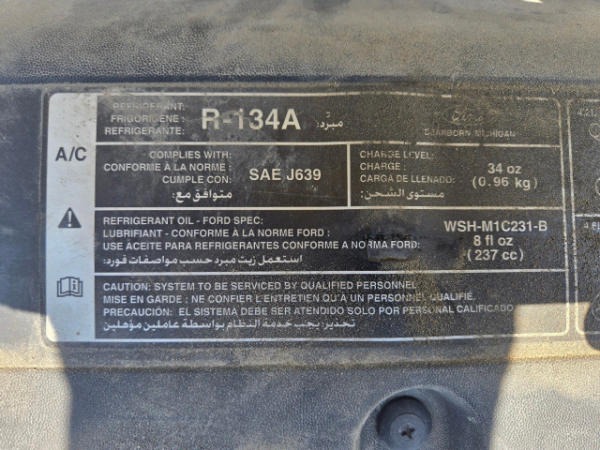 A/C
REFRIGERANT:
FRIGORIGENE:
REFRIGERANTE:
R-134A
مبرد:
Ford
DEARBORN MICHIGAN
COMPLIES WITH:
CONFORME À LA NORME :
CUMPLE CON:
متوافق مع:
SAE J639
CHARGE LEVEL:
CHARGE :
CARGA DE LLENADO:
مستوى الشحن:
34 oz
(0.96 kg)
REFRIGERANT OIL - FORD SPEC:
LUBRIFIANT - CONFORME À LA NORME FORD:
USE ACEITE PARA REFRIGERANTES CONFORME A NORMA FORD:
استعمل زيت مبرد حسب مواصفات فورد:
WSH-M1C231-B
8 fl oz
(237 cc)
CAUTION: SYSTEM TO BE SERVICED BY QUALIFIED PERSONNEL
MISE EN GARDE : NE CONFIER L'ENTRETIEN QU'A UN PERSONNEL QUALIFIÉ.
PRECAUCIÓN: EL SISTEMA DEBE SER ATENDIDO SOLO POR PERSONAL CALIFICADO
تحذير: يجب خدمة النظام بواسطة عاملين مؤهلين